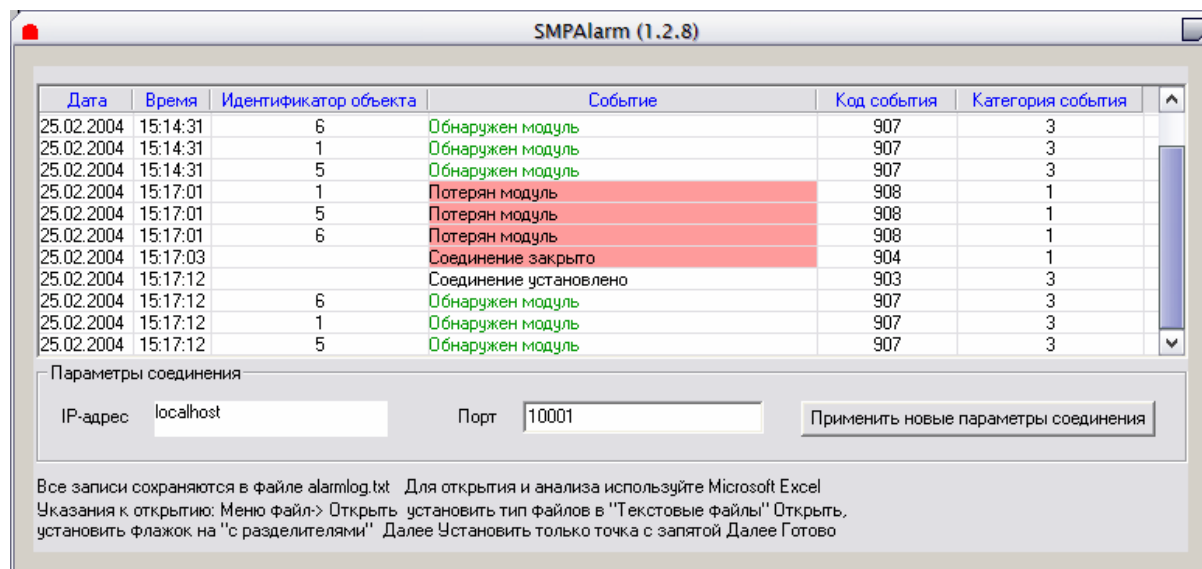 SMPAlarm (1.2.8)
Дата Время Идентификатор объекта Событие Код события Категория события
25.02.2004 15:14:31 6 Обнаружен модуль 907 3
25.02.2004 15:14:31 1 Обнаружен модуль 907 3
25.02.2004 15:14:31 5 Обнаружен модуль 907 3
25.02.2004 15:17:01 1 Потерян модуль 908 1
25.02.2004 15:17:01 5 Потерян модуль 908 1
25.02.2004 15:17:01 6 Потерян модуль 908 1
25.02.2004 15:17:03 Соединение закрыто 904 1
25.02.2004 15:17:12 Соединение установлено 903 3
25.02.2004 15:17:12 6 Обнаружен модуль 907 3
25.02.2004 15:17:12 1 Обнаружен модуль 907 3
25.02.2004 15:17:12 5 Обнаружен модуль 907 3
Параметры соединения
IP-адрес localhost Порт 10001 Применить новые параметры соединения
Все записи сохраняются в файле alarmlog.txt Для открытия и анализа используйте Microsoft Excel
Указания к открытию: Меню файл-> Открыть установить тип файлов в "Текстовые файлы" Открыть,
установить флажок на "с разделителями" Далее Установить только точка с запятой Далее Готово